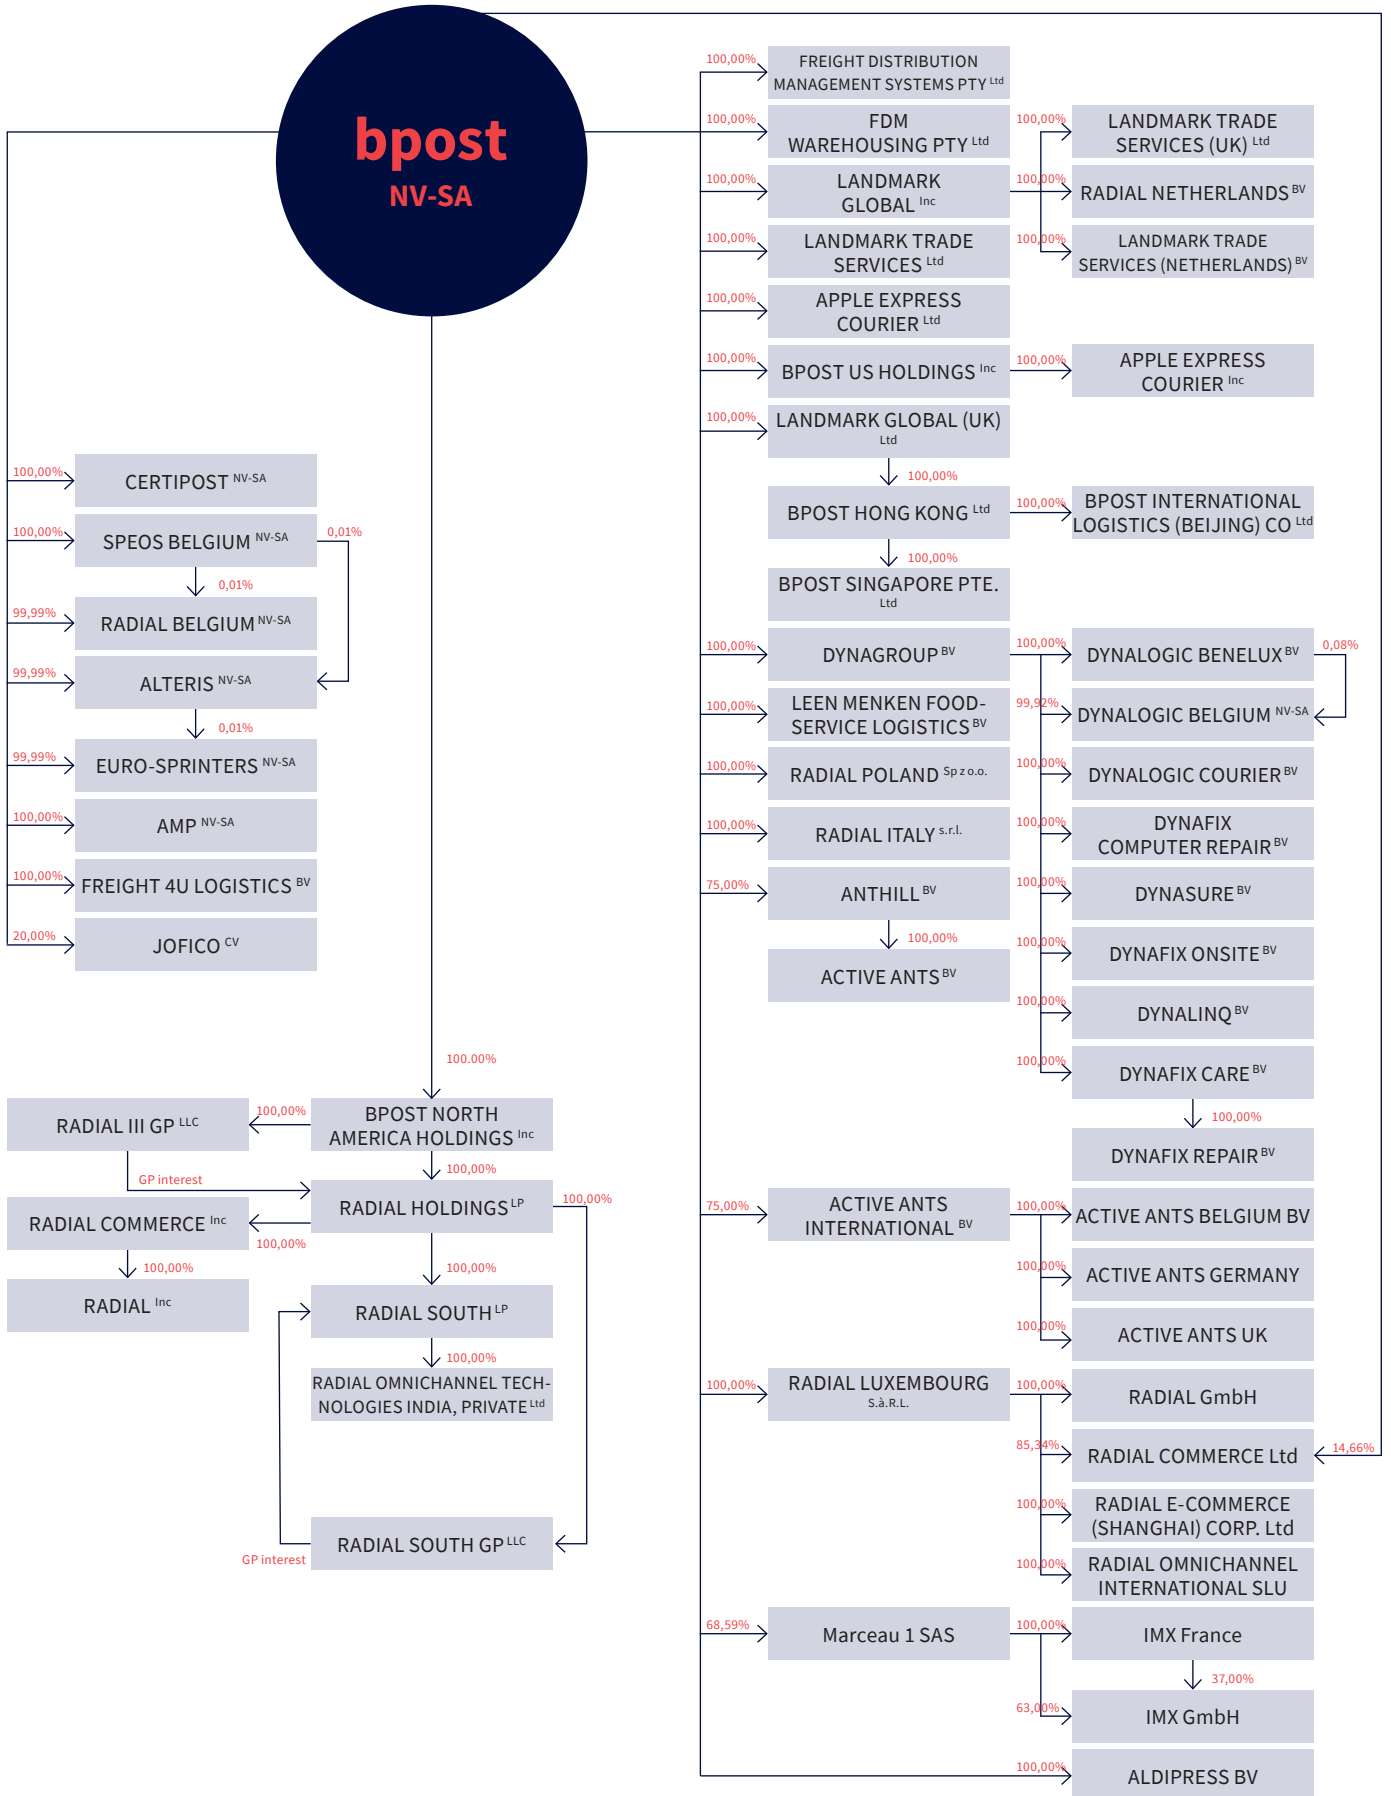 bpost
NV-SA
100,00%
CERTIPOST NV-SA
100,00%
SPEOS BELGIUM NV-SA
0,01%
0,01%
99,99%
RADIAL BELGIUM NV-SA
99,99%
ALTERIS NV-SA
0,01%
99,99%
EURO-SPRINTERS NV-SA
100,00%
AMP NV-SA
100,00%
FREIGHT 4U LOGISTICS BV
20,00%
JOFICO CV
100.00%
BPOST NORTH
AMERICA HOLDINGS Inc
100,00%
RADIAL III GP LLC
100,00%
GP interest
RADIAL HOLDINGS LP
100,00%
RADIAL COMMERCE Inc
100,00%
100,00%
RADIAL Inc
100,00%
RADIAL SOUTH LP
100,00%
RADIAL OMNICHANNEL TECH-
NOLOGIES INDIA, PRIVATE Ltd
RADIAL SOUTH GP LLC
GP interest
100,00%
FREIGHT DISTRIBUTION
MANAGEMENT SYSTEMS PTY Ltd
100,00%
FDM
WAREHOUSING PTY Ltd
100,00%
LANDMARK
GLOBAL Inc
100,00%
LANDMARK TRADE
SERVICES (UK) Ltd
100,00%
RADIAL NETHERLANDS BV
100,00%
LANDMARK TRADE
SERVICES (NETHERLANDS) BV
100,00%
LANDMARK TRADE
SERVICES Ltd
100,00%
APPLE EXPRESS
COURIER Ltd
100,00%
BPOST US HOLDINGS Inc
100,00%
APPLE EXPRESS
COURIER Inc
100,00%
LANDMARK GLOBAL (UK)
Ltd
100,00%
BPOST HONG KONG Ltd
100,00%
BPOST INTERNATIONAL
LOGISTICS (BEIJING) CO Ltd
100,00%
BPOST SINGAPORE PTE.
Ltd
100,00%
DYNAGROUP BV
100,00%
DYNALOGIC BENELUX BV
0,08%
99,92%
DYNALOGIC BELGIUM NV-SA
100,00%
DYNALOGIC COURIER BV
100,00%
DYNAFIX
COMPUTER REPAIR BV
100,00%
DYNASURE BV
100,00%
DYNAFIX ONSITE BV
100,00%
DYNALINQ BV
100,00%
DYNAFIX CARE BV
100,00%
DYNAFIX REPAIR BV
100,00%
LEEN MENKEN FOOD-
SERVICE LOGISTICS BV
100,00%
RADIAL POLAND Sp z o.o.
100,00%
RADIAL ITALY s.r.l.
75,00%
ANTHILL BV
100,00%
ACTIVE ANTS BV
75,00%
ACTIVE ANTS
INTERNATIONAL BV
100,00%
ACTIVE ANTS BELGIUM BV
100,00%
ACTIVE ANTS GERMANY
100,00%
ACTIVE ANTS UK
100,00%
RADIAL LUXEMBOURG
S.à.R.L.
100,00%
RADIAL GmbH
85,34%
RADIAL COMMERCE Ltd
14,66%
100,00%
RADIAL E-COMMERCE
(SHANGHAI) CORP. Ltd
100,00%
RADIAL OMNICHANNEL
INTERNATIONAL SLU
68,59%
Marceau 1 SAS
100,00%
IMX France
37,00%
63,00%
IMX GmbH
100,00%
ALDIPRESS BV